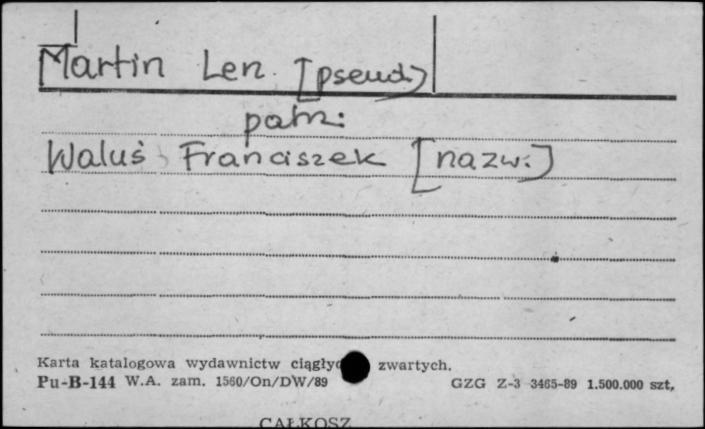 Martin Len. [pseud.]
patrz:
Waluś, Franciszek [nazw.]
Karta katalogowa wydawnictw ciągłyc zwartych.
Pu-B-144 W.A. zam. 1560/On/DW/89 GZG Z-3 3465-89 1.500.000 szt.
CAŁKOSZ